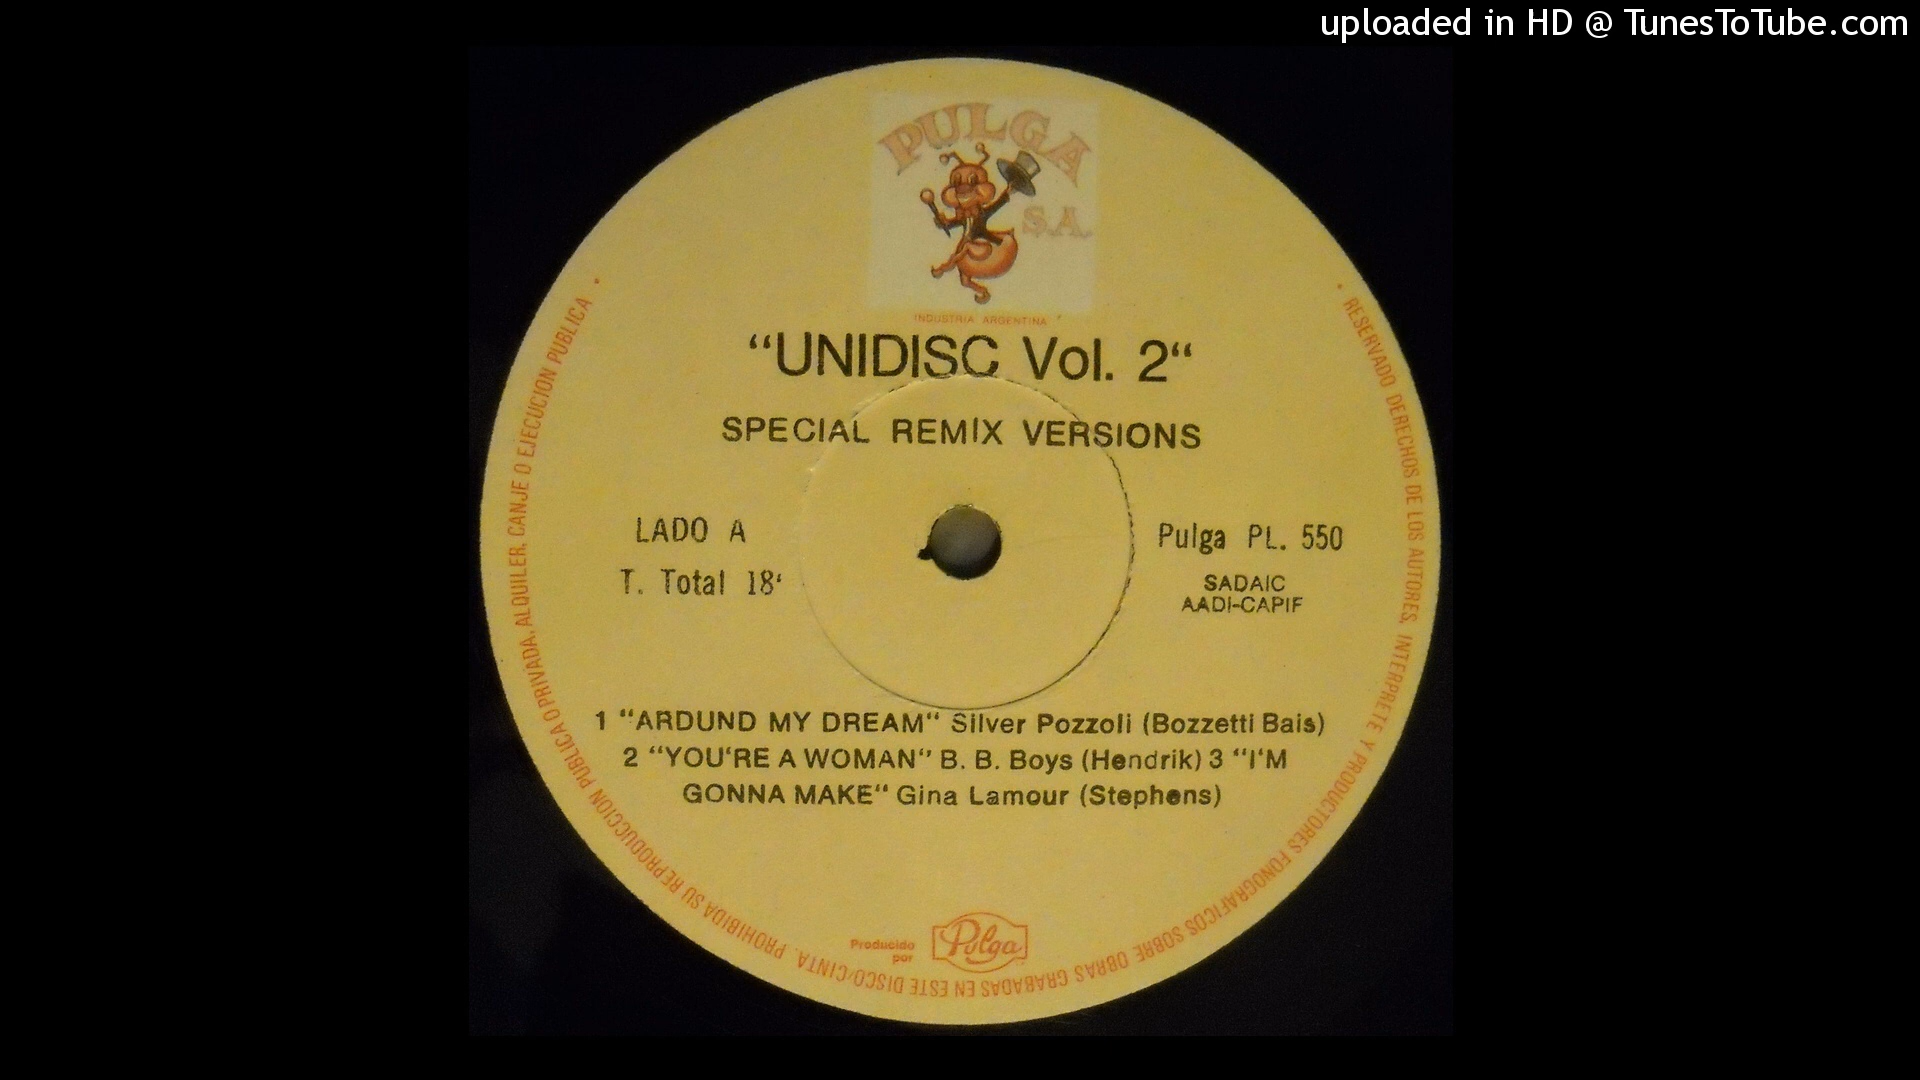 uploaded in HD @ TunesToTube.com
PULGA
S.A.
INDUSTRIA ARGENTINA
“UNIDISC Vol. 2“
SPECIAL REMIX VERSIONS
LADO A
T. Total 18‘
Pulga PL. 550
SADAIC
AADI-CAPIF
1 “ARDUND MY DREAM“ Silver Pozzoli (Bozzetti Bais)
2 “YOU‘RE A WOMAN“ B. B. Boys (Hendrik) 3 “I‘M
GONNA MAKE“ Gina Lamour (Stephens)
Producido
por
Pulga
• RESERVADO DERECHOS DE LOS AUTORES, INTERPRETE Y PRODUCTORES FONOGRAFICOS SOBRE OBRAS GRABADAS EN ESTE DISCO/CINTA. PROHIBIDA SU REPRODUCCION PUBLICA O PRIVADA, ALQUILER, CANJE O EJECUCION PUBLICA •